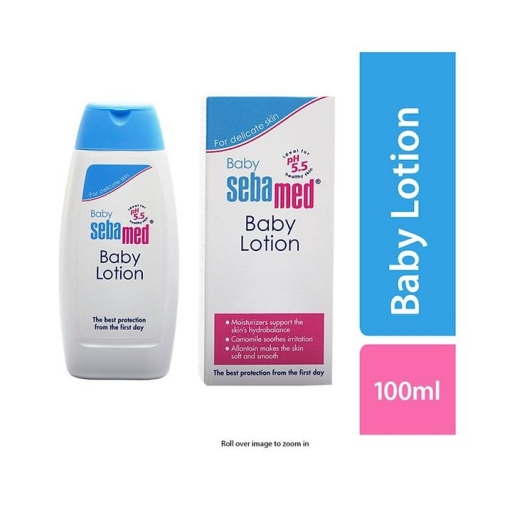 For delicate skin
Baby
sebamed
ideal for
pH
5.5
healthy skin
Baby
Lotion
The best protection
from the first day
For delicate skin
Baby
sebamed®
ideal for
pH
5.5
healthy skin
Baby
Lotion
• Moisturizers support the
skin's hydrobalance
• Camomile soothes irritation
• Allantoin makes the skin
soft and smooth
The best protection from the first day
Baby Lotion
100ml
Roll over image to zoom in